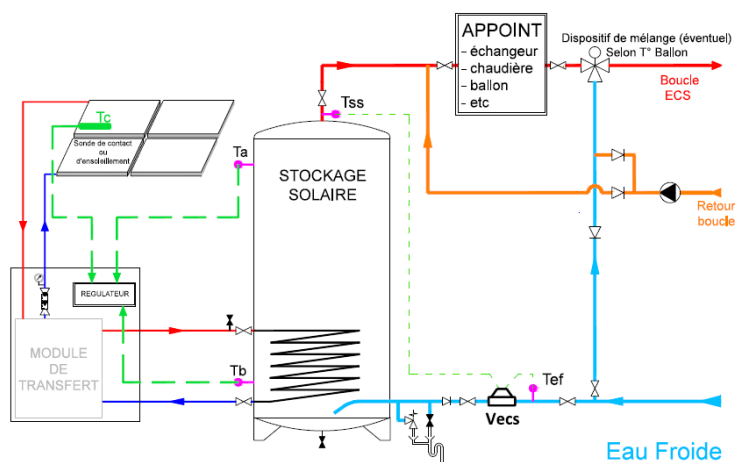 APPOINT
- échangeur
- chaudière
- ballon
- etc
Dispositif de mélange (éventuel)
Selon T° Ballon
Boucle
ECS
Tss
Tc
Sonde de contact
ou
d'ensoleillement
Ta
STOCKAGE
SOLAIRE
Retour
boucle
REGULATEUR
MODULE
DE
TRANSFERT
Tb
Tef
Vecs
Eau Froide